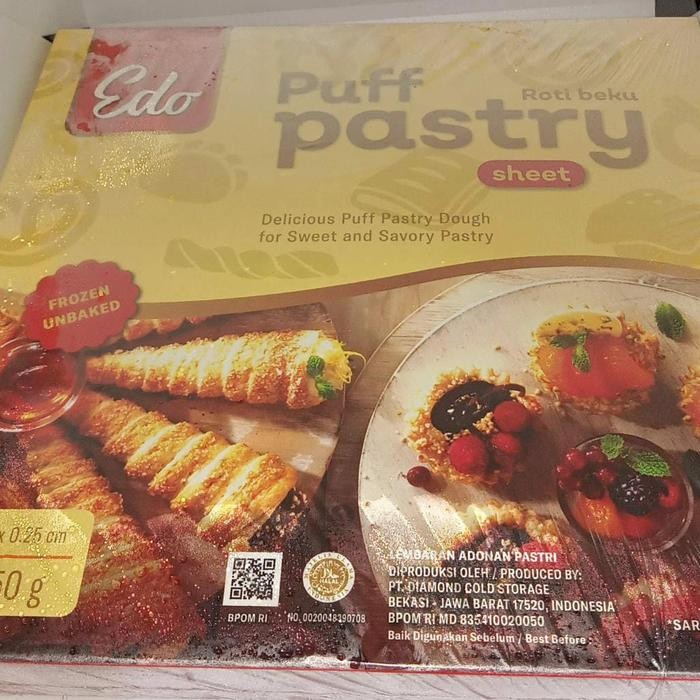 Edo
Puff
Roti beku
pastry
sheet
Delicious Puff Pastry Dough
for Sweet and Savory Pastry
FROZEN
UNBAKED
x 0.25 cm
50 g
BPOM RI
HALAL
LEMBARAN ADONAN PASTRI
DIPRODUKSI OLEH / PRODUCED BY:
PT. DIAMOND COLD STORAGE
BEKASI - JAWA BARAT 17520, INDONESIA
BPOM RI MD 835410020050
Baik Digunakan Sebelum / Best Before :
*SAR